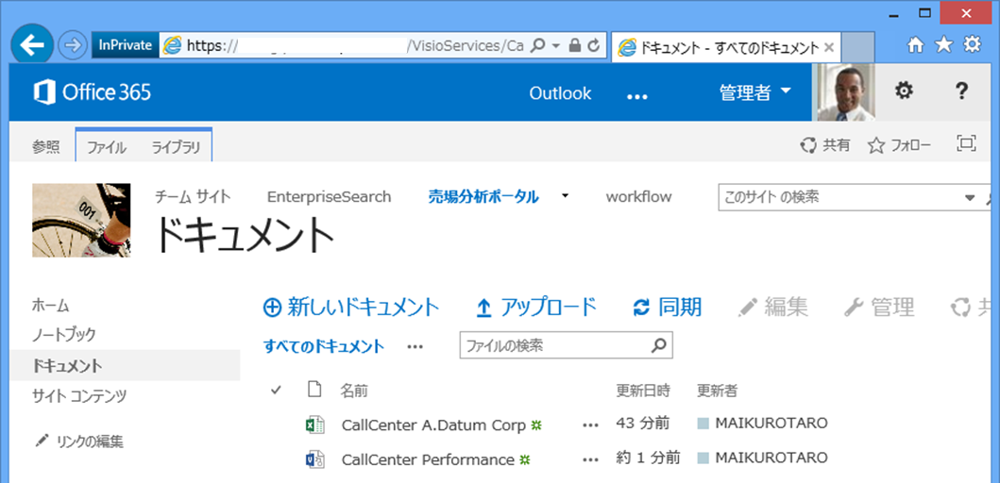 InPrivate https:// /VisioServices/Ca ドキュメント - すべてのドキュメント
Office 365 Outlook ... 管理者 ?
参照 ファイル ライブラリ 共有 フォロー
チーム サイト EnterpriseSearch 売場分析ポータル workflow このサイト の検索
001
ドキュメント
ホーム
ノートブック
ドキュメント
サイト コンテンツ
リンクの編集
新しいドキュメント アップロード 同期 編集 管理
すべてのドキュメント ... ファイルの検索
名前 更新日時 更新者
CallCenter A.Datum Corp ... 43 分前 MAIKUROTARO
CallCenter Performance ... 約 1 分前 MAIKUROTARO